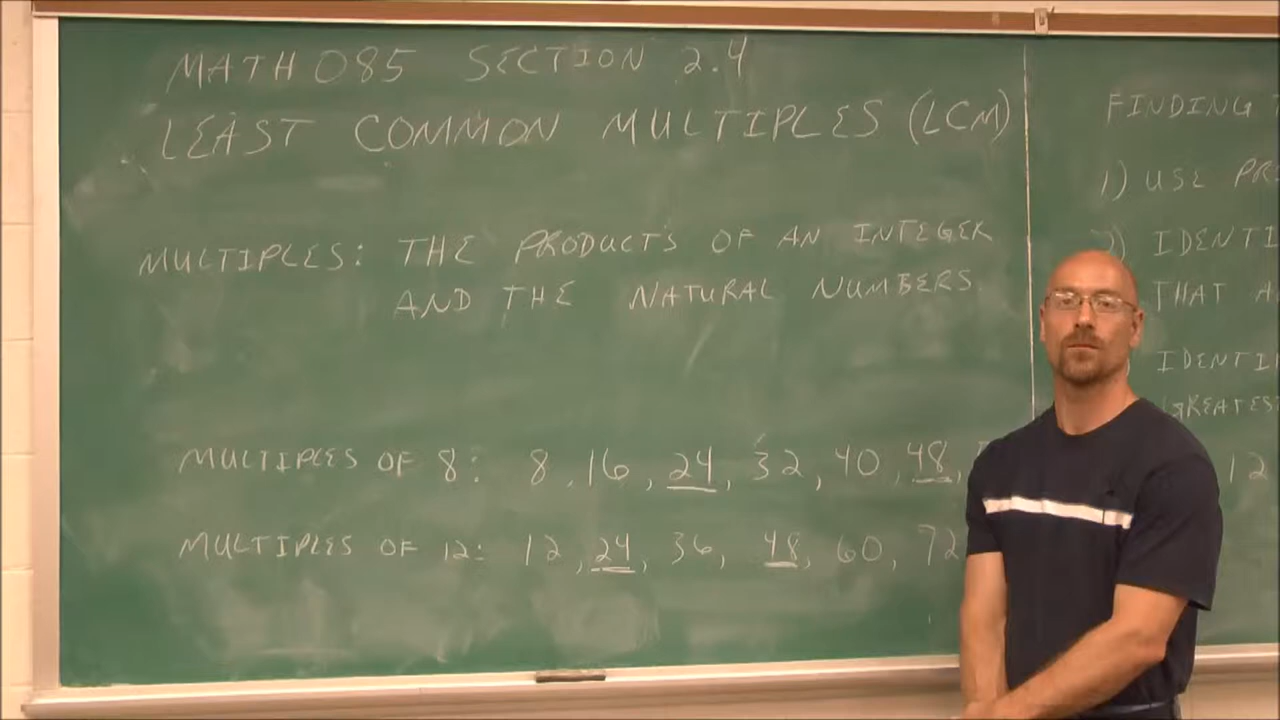 MATH 085 SECTION 2.4
LEAST COMMON MULTIPLES (LCM)
MULTIPLES: THE PRODUCTS OF AN INTEGER
AND THE NATURAL NUMBERS.
MULTIPLES OF 8: 8, 16, 24, 32, 40, 48,
MULTIPLES OF 12: 12, 24, 36, 48, 60, 72
FINDING
1) USE
2) IDENTI
THAT
IDENTI
GREATEST
12